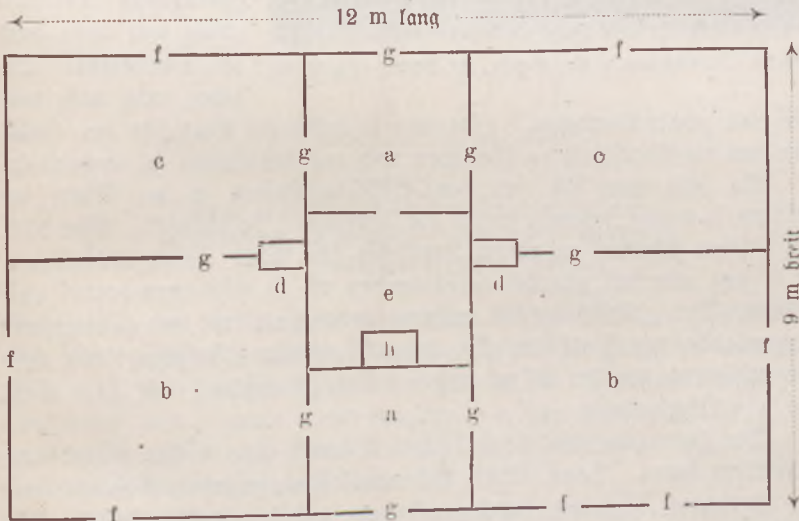 12 m lang
f g f
c g a g c
g d d g
e
9 m breit
f h f
b b
g a g
f g f f